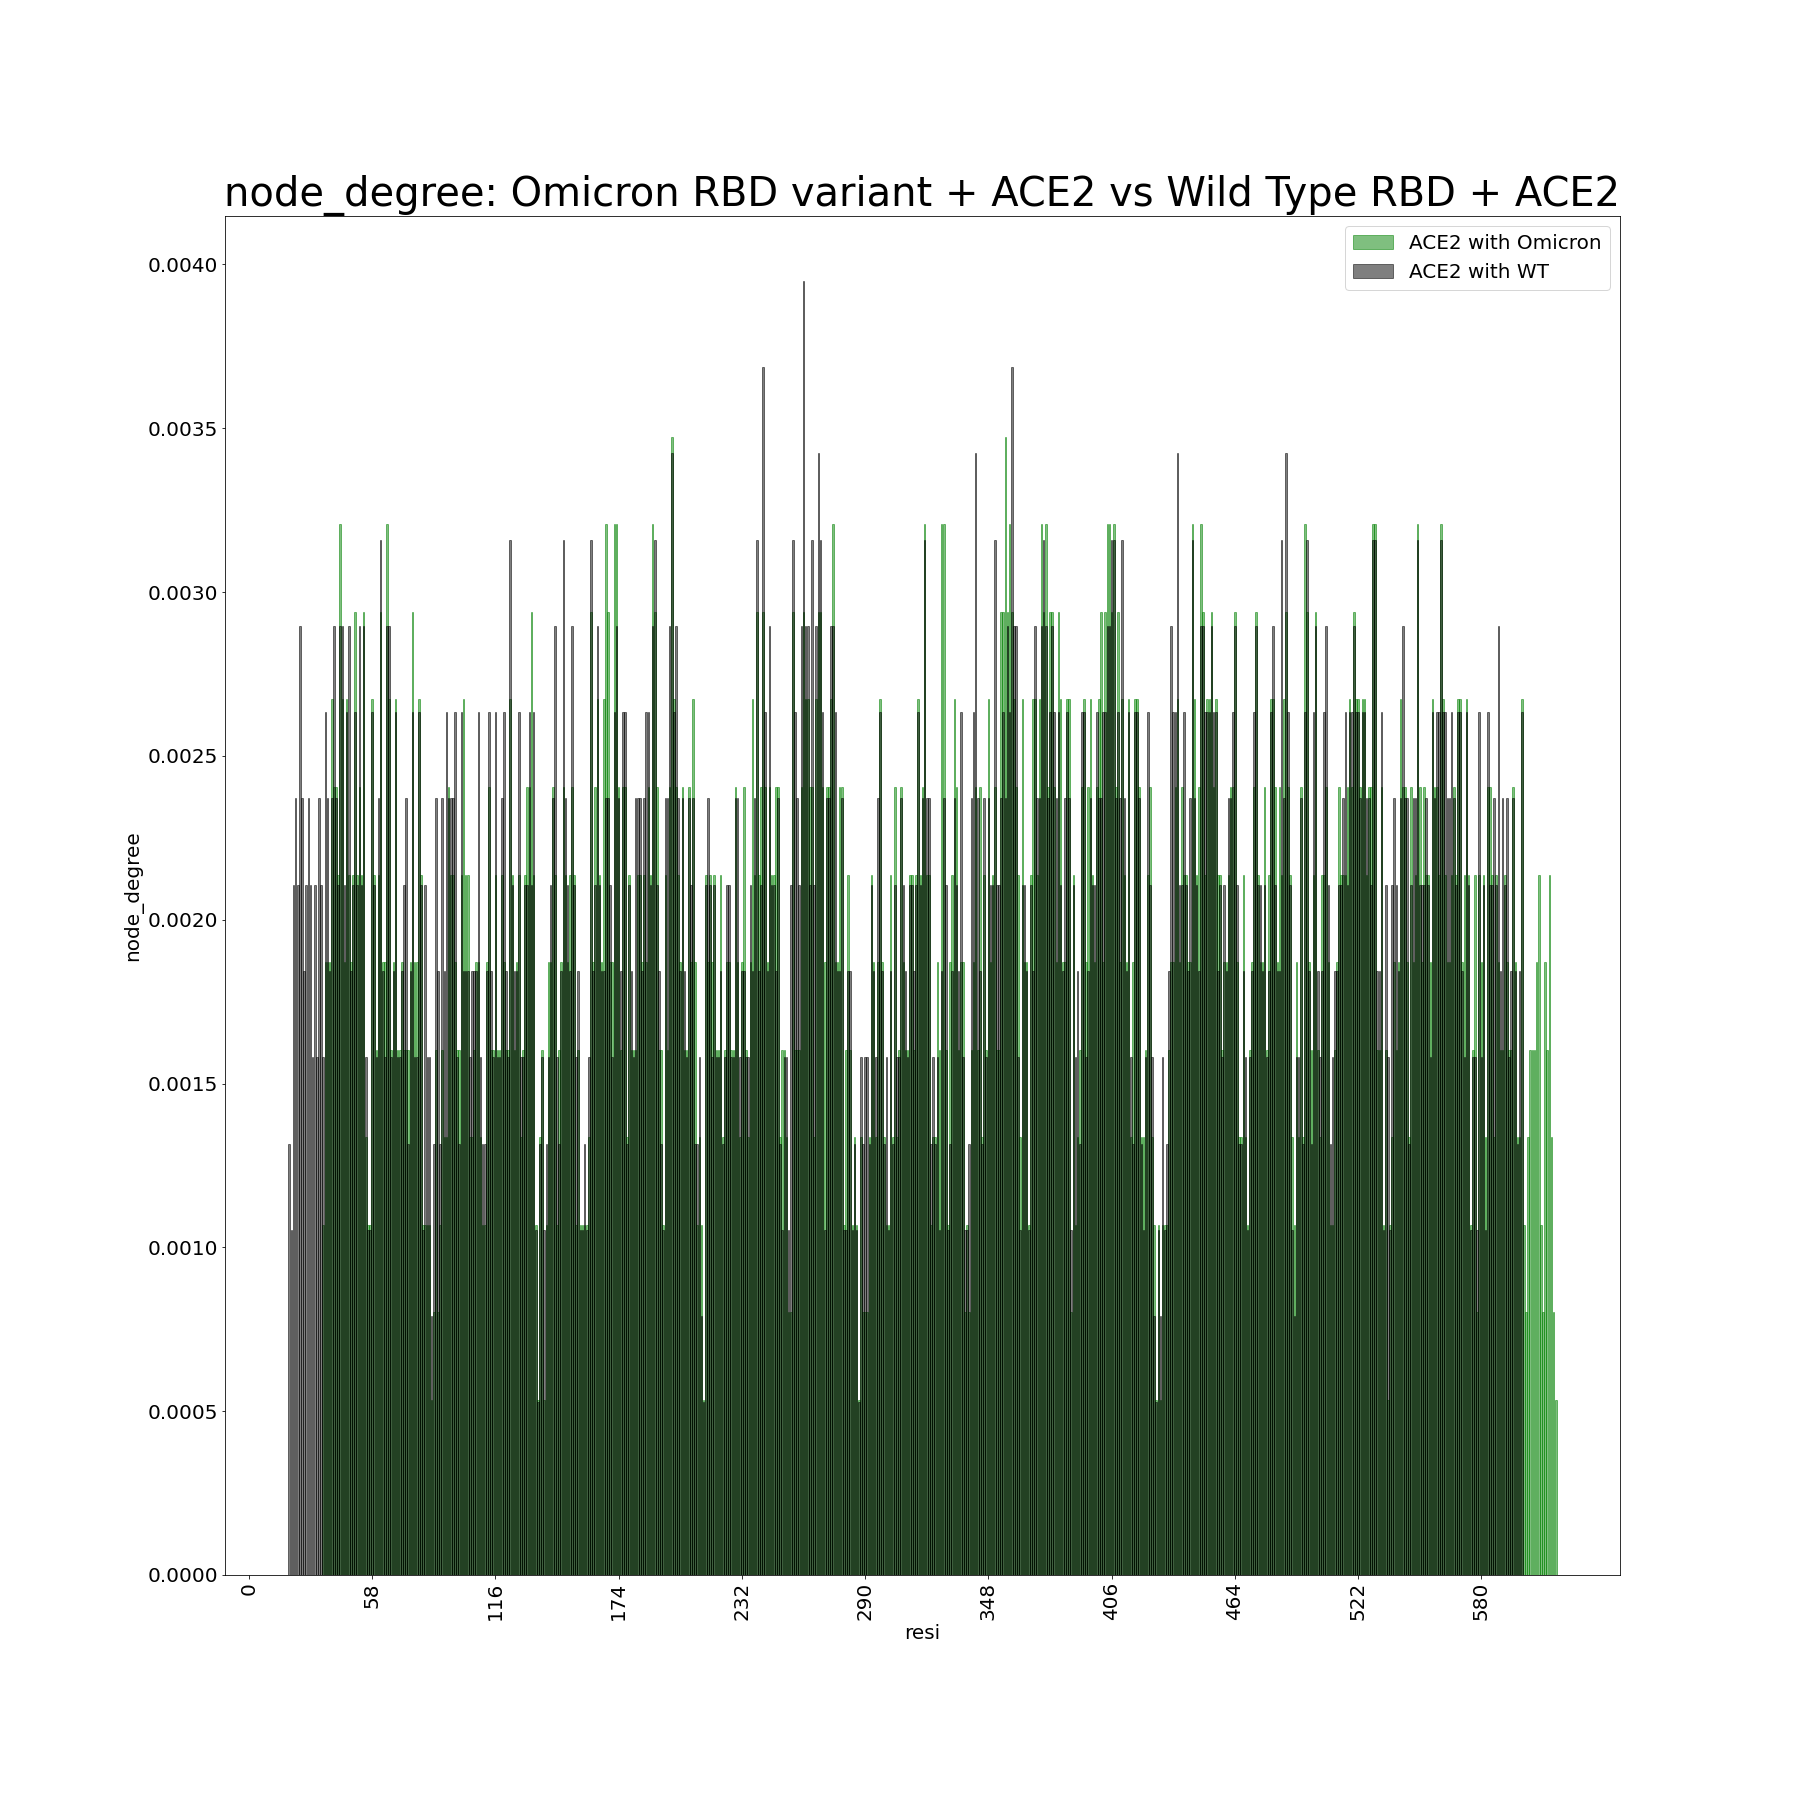 node_degree: Omicron RBD variant + ACE2 vs Wild Type RBD + ACE2
ACE2 with Omicron
ACE2 with WT
0.0040
0.0035
0.0030
0.0025
0.0020
0.0015
0.0010
0.0005
0.0000
node_degree
0 58 116 174 232 290 348 406 464 522 580
resi